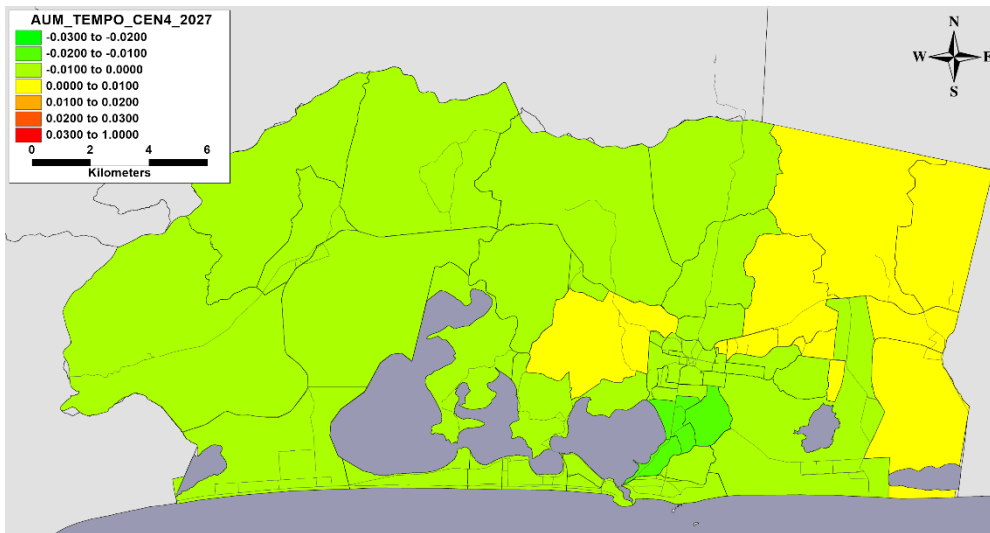 AUM_TEMPO_CEN4_2027
-0.0300 to -0.0200
-0.0200 to -0.0100
-0.0100 to 0.0000
0.0000 to 0.0100
0.0100 to 0.0200
0.0200 to 0.0300
0.0300 to 1.0000
0 2 4 6
Kilometers
N
W E
S